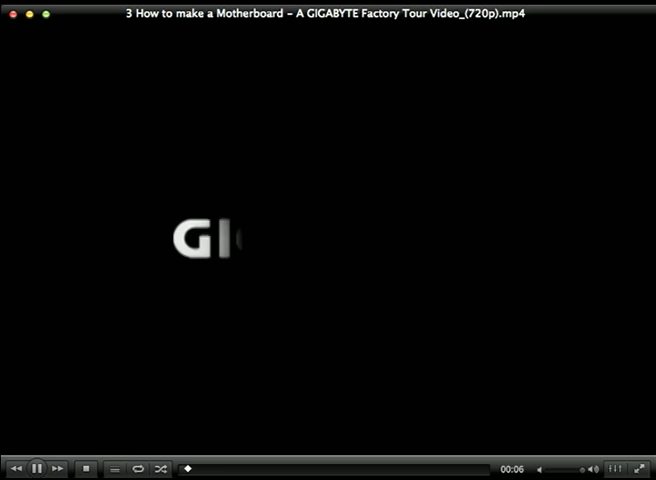 3 How to make a Motherboard – A GIGABYTE Factory Tour Video_(720p).mp4
GI
00:06